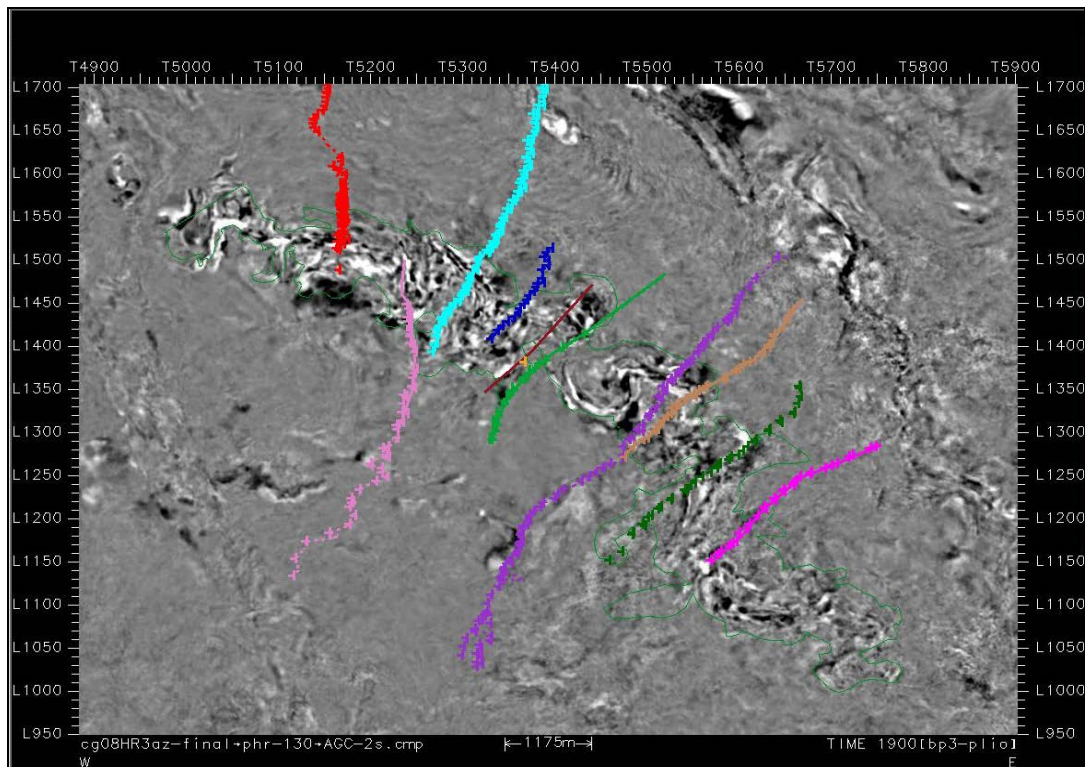 T4900 T5000 T5100 T5200 T5300 T5400 T5500 T5600 T5700 T5800 T5900
L1700 L1700
L1650 L1650
L1600 L1600
L1550 L1550
L1500 L1500
L1450 L1450
L1400 L1400
L1350 L1350
L1300 L1300
L1250 L1250
L1200 L1200
L1150 L1150
L1100 L1100
L1050 L1050
L1000 L1000
L950 L950
cg08HR3az-final→phr-130→AGC-2s.cmp 1175m TIME 1900[bp3-plio]
W E